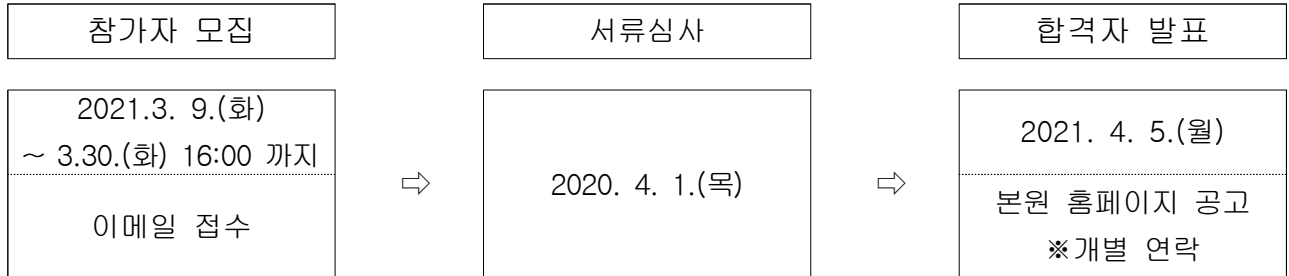 참가자 모집
서류심사
합격자 발표
2021.3. 9.(화)
~ 3.30.(화) 16:00 까지
이메일 접수
⇨
2020. 4. 1.(목)
⇨
2021. 4. 5.(월)
본원 홈페이지 공고
※개별 연락